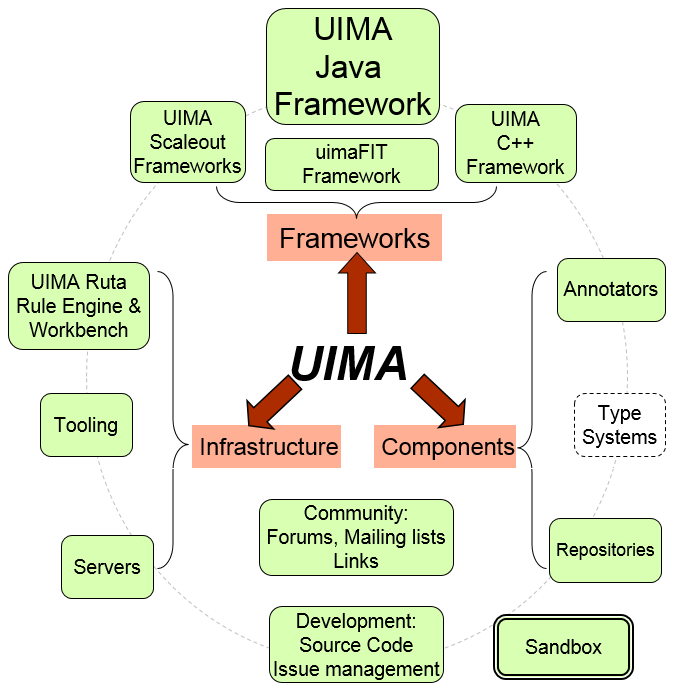 UIMA
Java
Framework
UIMA
Scaleout
Frameworks
uimaFIT
Framework
UIMA
C++
Framework
Frameworks
UIMA Ruta
Rule Engine &
Workbench
Annotators
UIMA
Tooling
Type
Systems
Infrastructure
Components
Community:
Forums, Mailing lists
Links
Servers
Repositories
Development:
Source Code
Issue management
Sandbox